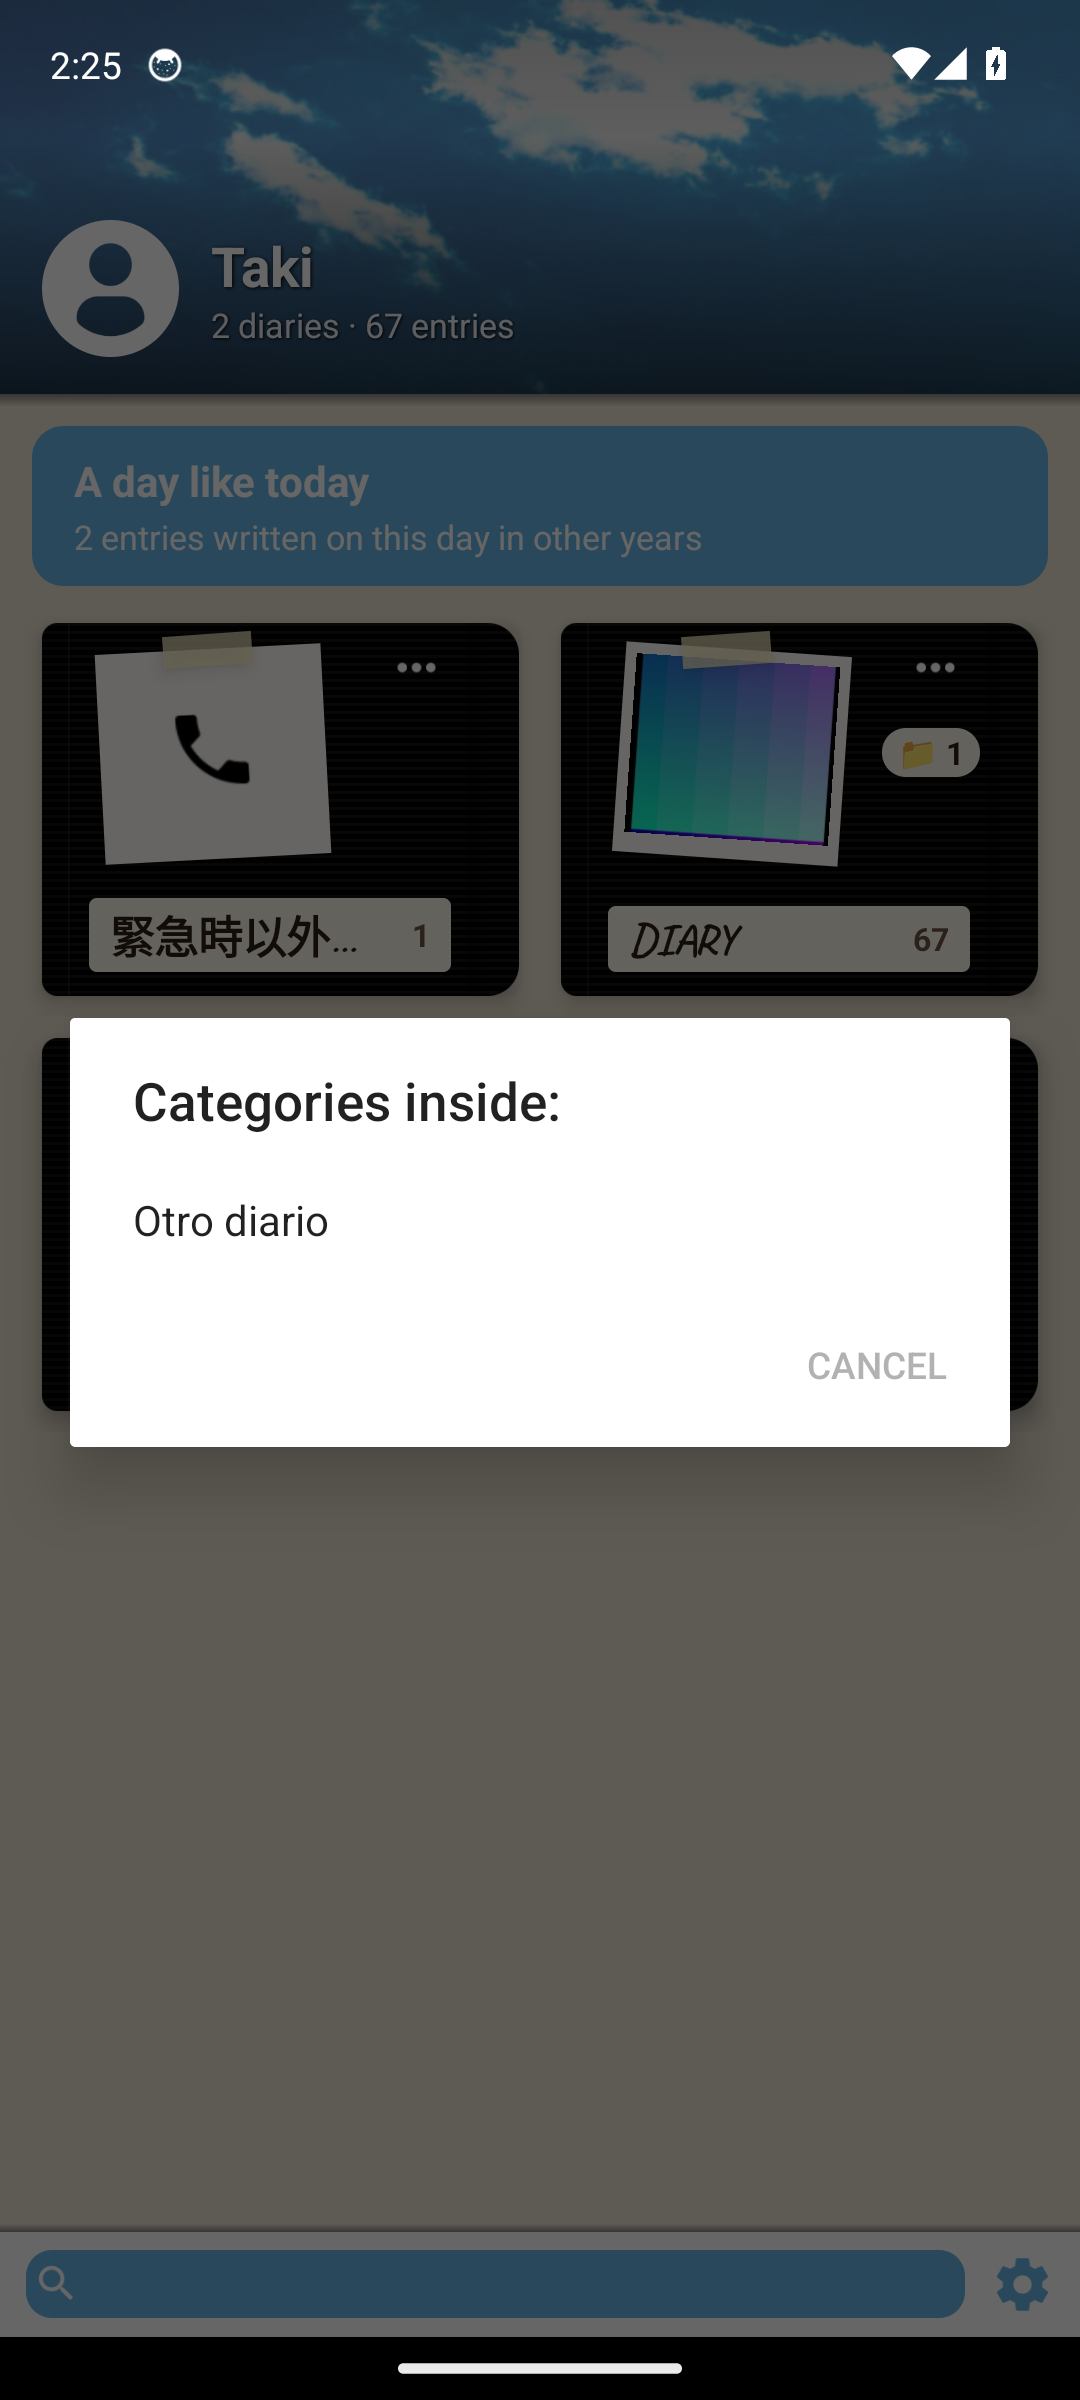 2:25
Taki
2 diaries · 67 entries
A day like today
2 entries written on this day in other years
1
緊急時以外... 1
DIARY 67
Categories inside:
Otro diario
CANCEL